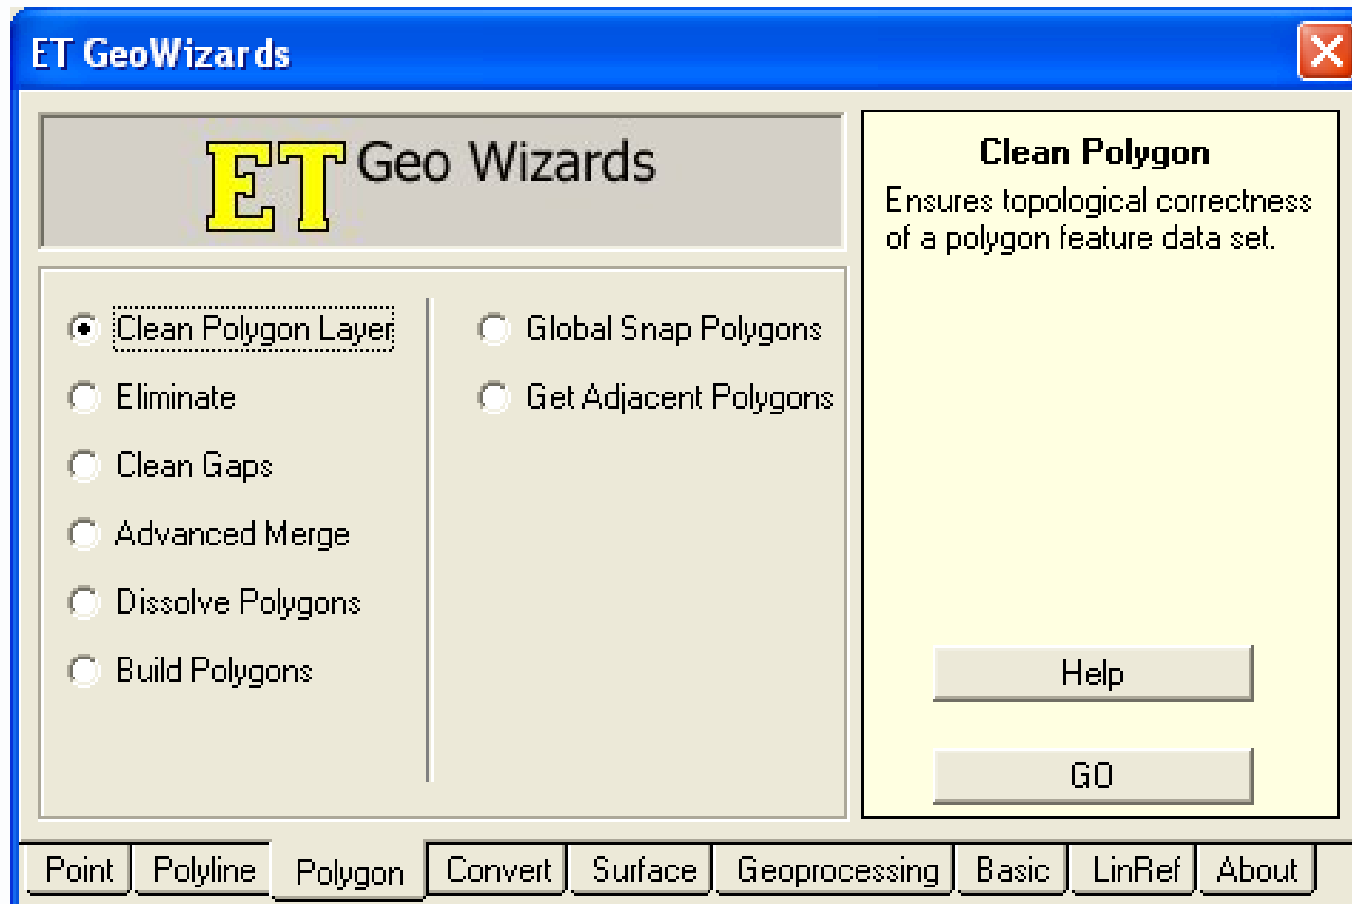 ET GeoWizards
ET Geo Wizards
Clean Polygon Layer
Eliminate
Clean Gaps
Advanced Merge
Dissolve Polygons
Build Polygons
Global Snap Polygons
Get Adjacent Polygons
Clean Polygon
Ensures topological correctness
of a polygon feature data set.
Help
GO
Point Polyline Polygon Convert Surface Geoprocessing Basic LinRef About